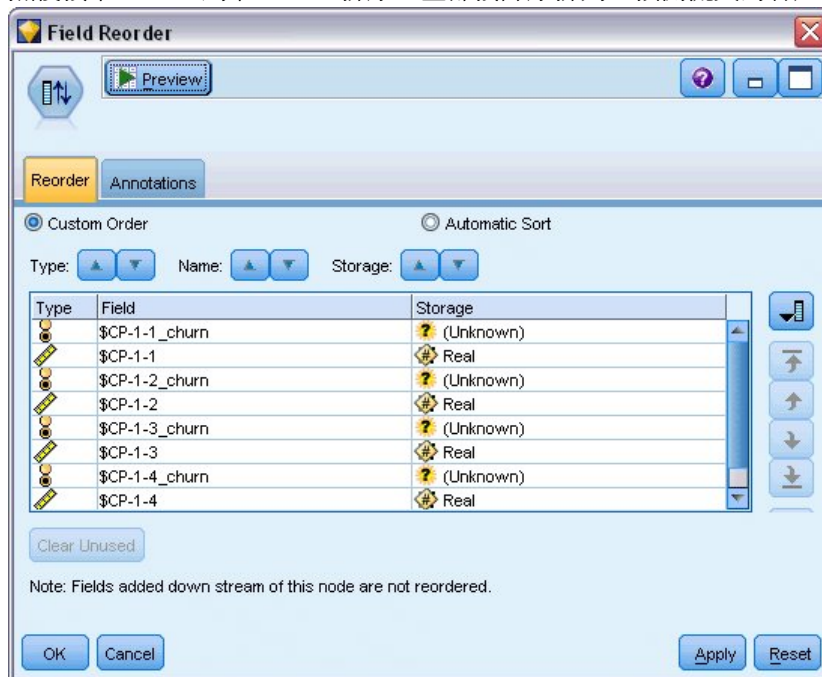 Field Reorder
Preview
Reorder
Annotations
Custom Order
Automatic Sort
Type:
Name:
Storage:
Type Field Storage
$CP-1-1_churn (Unknown)
$CP-1-1 Real
$CP-1-2_churn (Unknown)
$CP-1-2 Real
$CP-1-3_churn (Unknown)
$CP-1-3 Real
$CP-1-4_churn (Unknown)
$CP-1-4 Real
Clear Unused
Note: Fields added down stream of this node are not reordered.
OK
Cancel
Apply
Reset